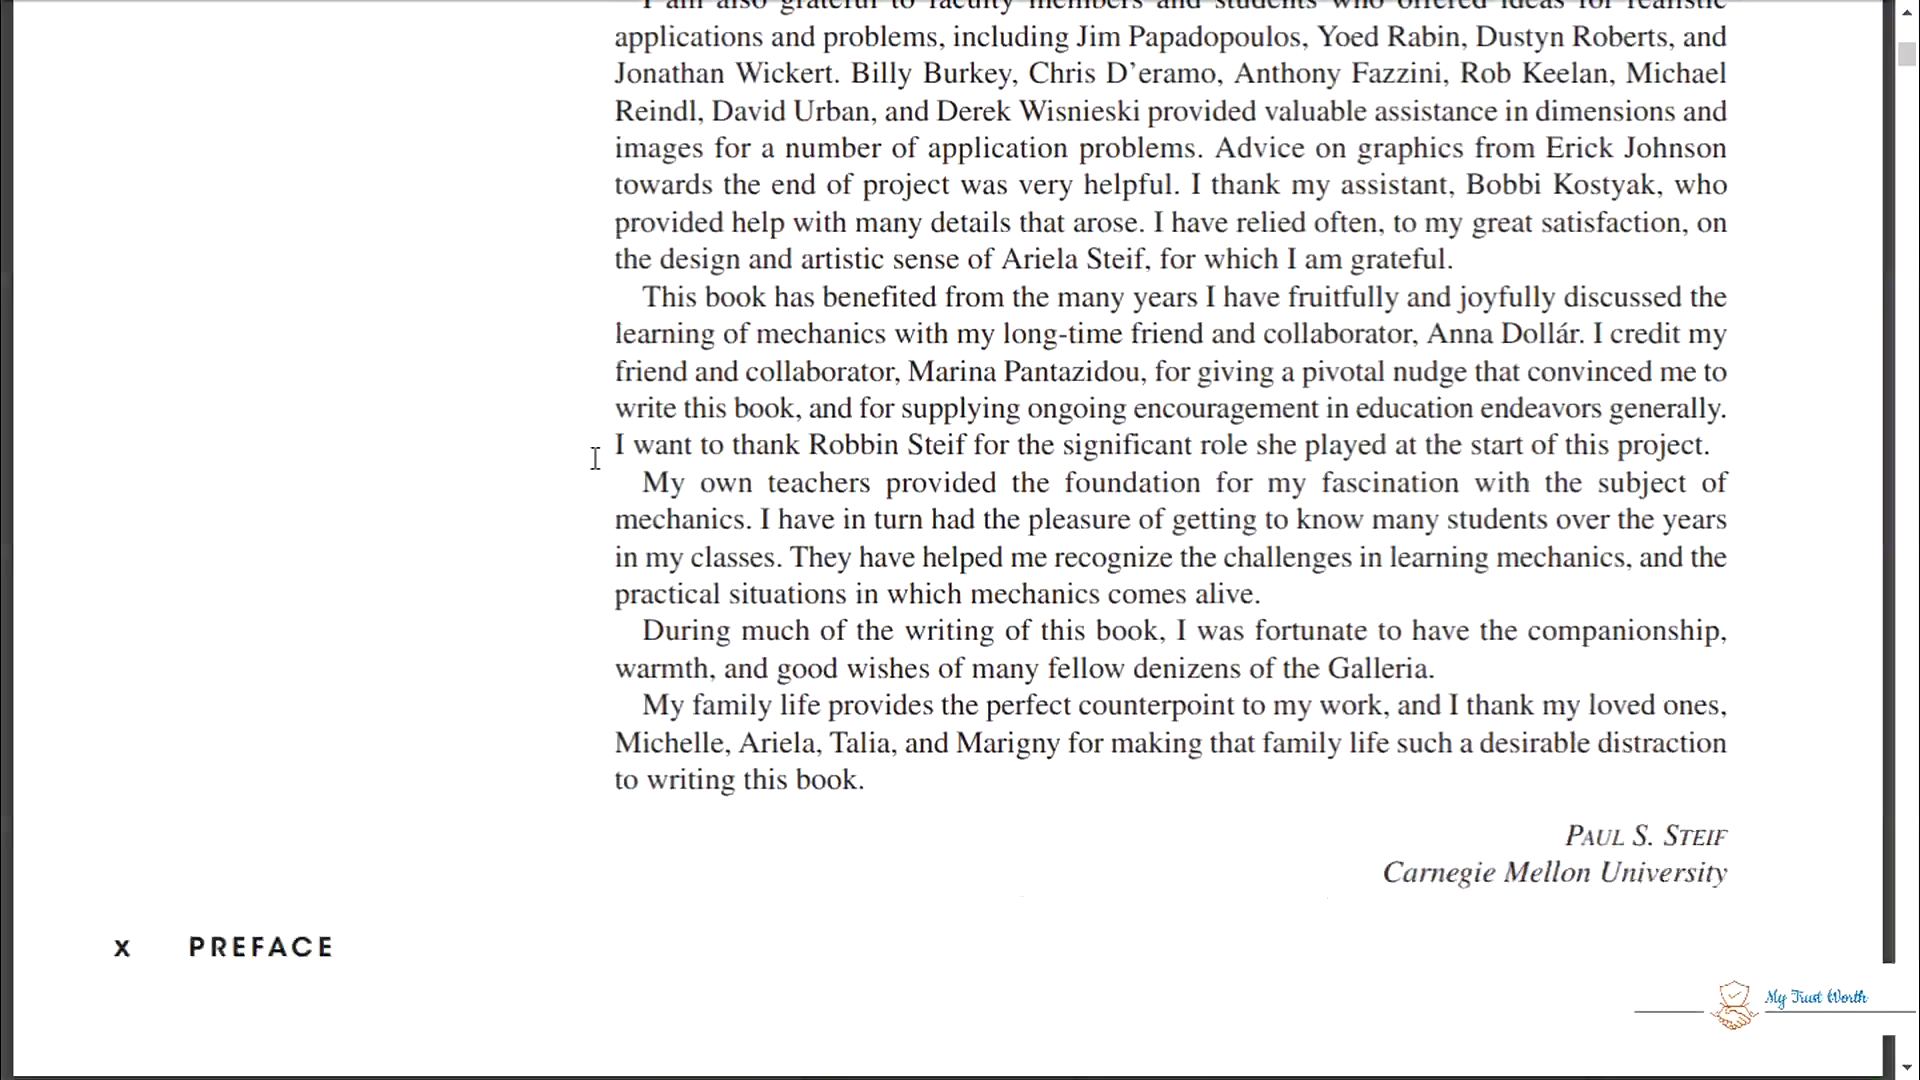 I am also grateful to faculty members and students who offered ideas for realistic
applications and problems, including Jim Papadopoulos, Yoed Rabin, Dustyn Roberts, and
Jonathan Wickert. Billy Burkey, Chris D’eramo, Anthony Fazzini, Rob Keelan, Michael
Reindl, David Urban, and Derek Wisnieski provided valuable assistance in dimensions and
images for a number of application problems. Advice on graphics from Erick Johnson
towards the end of project was very helpful. I thank my assistant, Bobbi Kostyak, who
provided help with many details that arose. I have relied often, to my great satisfaction, on
the design and artistic sense of Ariela Steif, for which I am grateful.
This book has benefited from the many years I have fruitfully and joyfully discussed the
learning of mechanics with my long-time friend and collaborator, Anna Dollár. I credit my
friend and collaborator, Marina Pantazidou, for giving a pivotal nudge that convinced me to
write this book, and for supplying ongoing encouragement in education endeavors generally.
I want to thank Robbin Steif for the significant role she played at the start of this project.
My own teachers provided the foundation for my fascination with the subject of
mechanics. I have in turn had the pleasure of getting to know many students over the years
in my classes. They have helped me recognize the challenges in learning mechanics, and the
practical situations in which mechanics comes alive.
During much of the writing of this book, I was fortunate to have the companionship,
warmth, and good wishes of many fellow denizens of the Galleria.
My family life provides the perfect counterpoint to my work, and I thank my loved ones,
Michelle, Ariela, Talia, and Marigny for making that family life such a desirable distraction
to writing this book.
PAUL S. STEIF
Carnegie Mellon University
x PREFACE
My Trust Worth